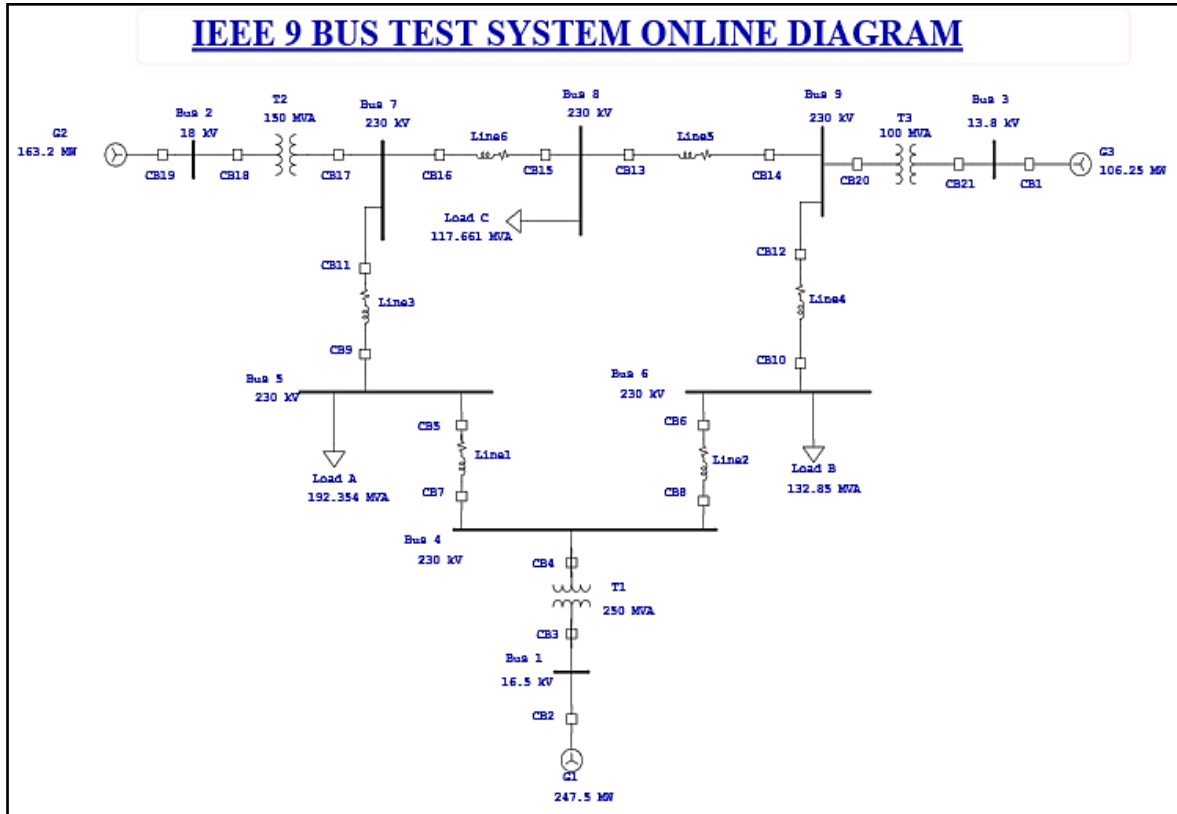 IEEE 9 BUS TEST SYSTEM ONLINE DIAGRAM
G2
163.2 MW
CB19
Bus 2
18 kV
CB18
T2
150 MVA
CB17
Bus 7
230 kV
CB16
Line6
CB15
Bus 8
230 kV
CB13
Line5
CB14
Bus 9
230 kV
CB20
T3
100 MVA
CB21
Bus 3
13.8 kV
CB1
G3
106.25 MW
Load C
117.661 MVA
CB11
Line3
CB9
CB12
Line4
CB10
Bus 5
230 kV
Bus 6
230 kV
CB5
Line1
CB7
Load A
192.354 MVA
CB6
Line2
CB8
Load B
132.85 MVA
Bus 4
230 kV
CB4
T1
250 MVA
CB3
Bus 1
16.5 kV
CB2
G1
247.5 MW